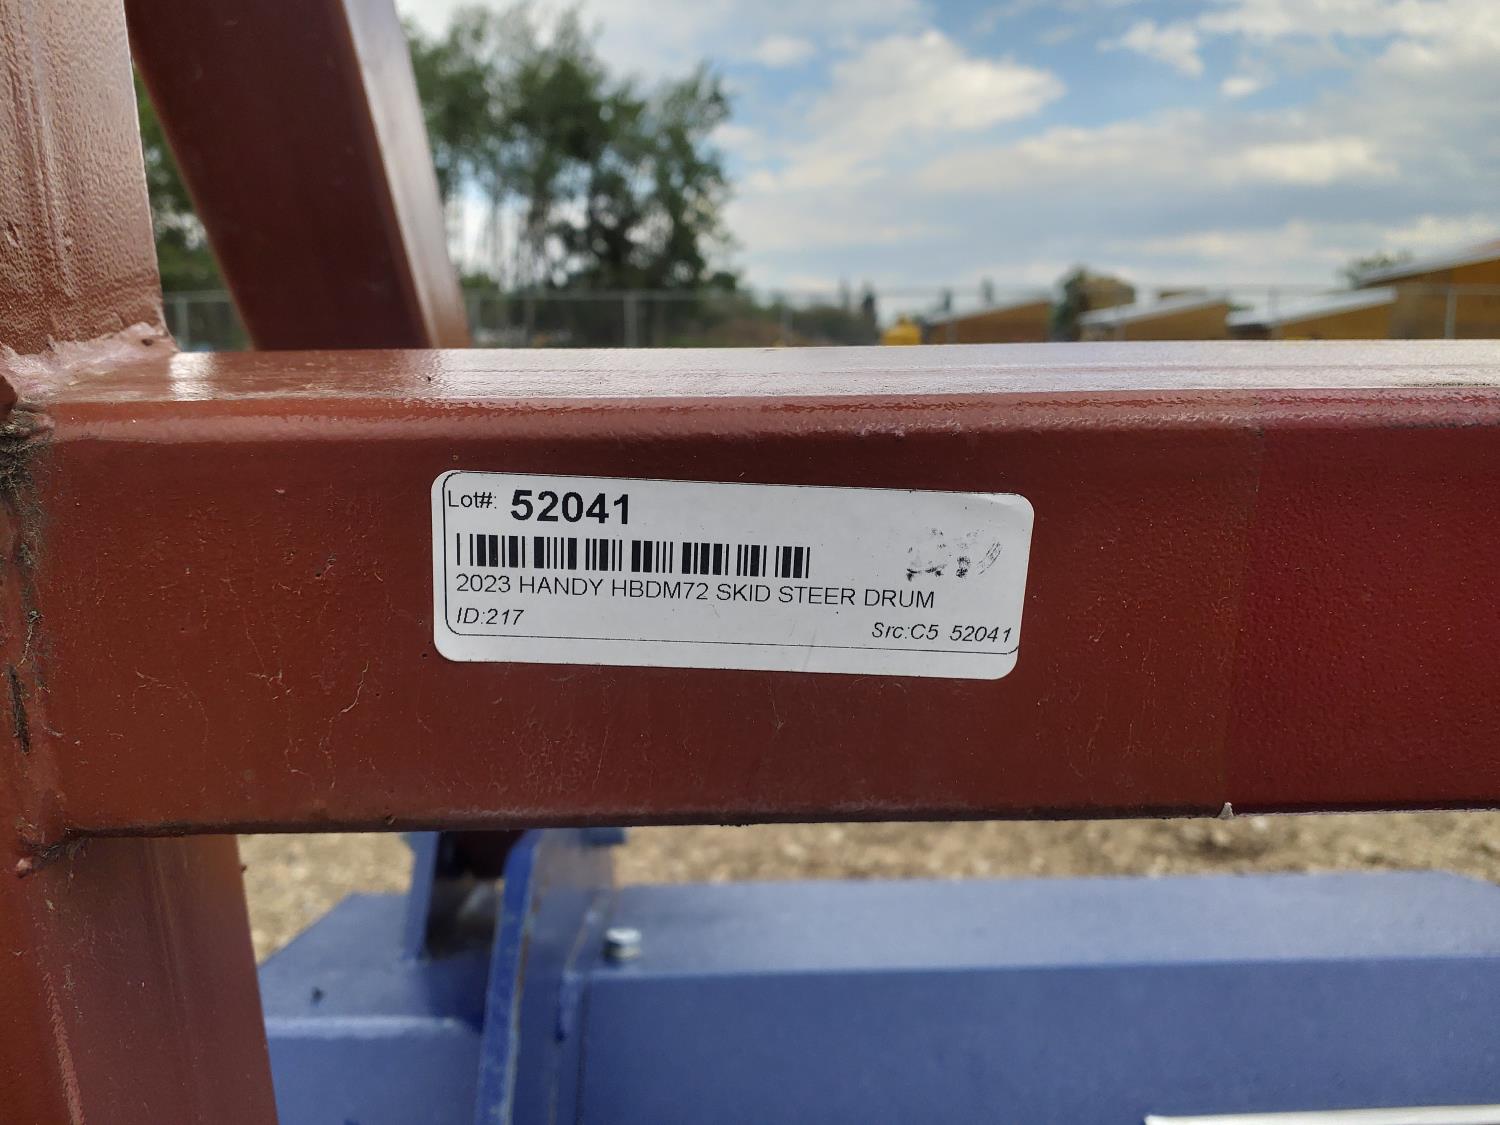 Lot#: 52041
2023 HANDY HBDM72 SKID STEER DRUM
ID:217
Src:C5 52041